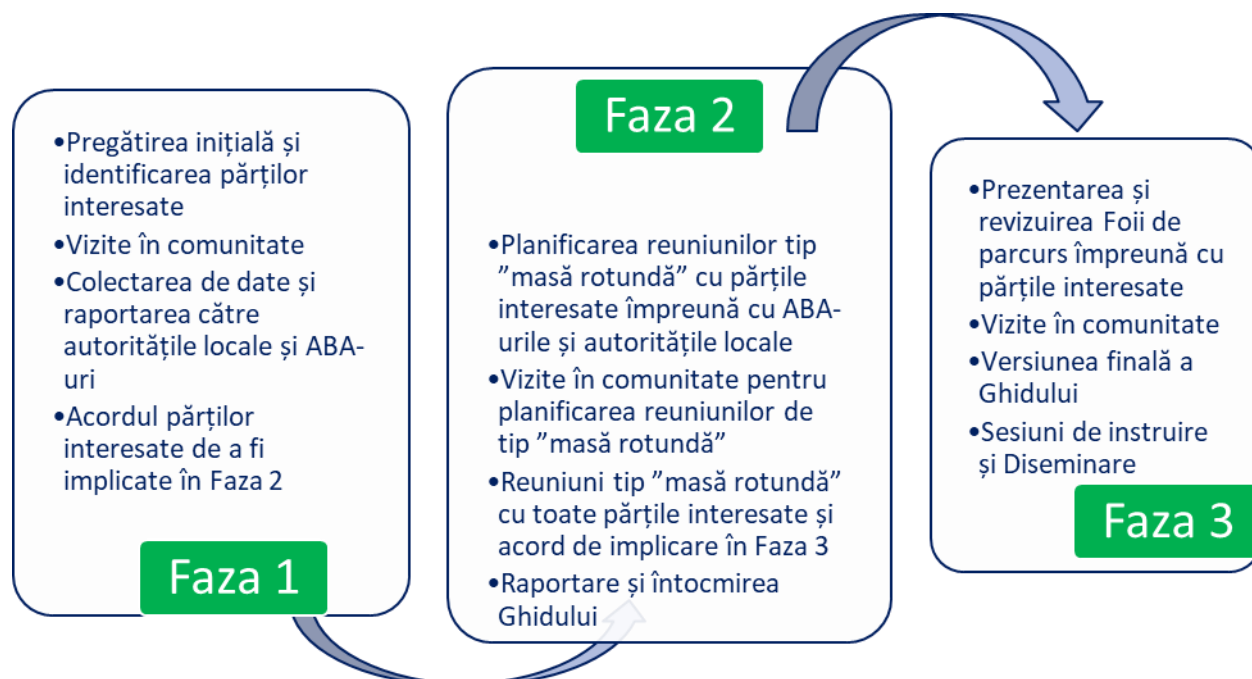 •Pregătirea inițială și
identificarea părților
interesate
•Vizite în comunitate
•Colectarea de date și
raportarea către
autoritățile locale și ABA-
uri
•Acordul părților
interesate de a fi
implicate în Faza 2
Faza 1
Faza 2
•Planificarea reuniunilor tip
”masă rotundă” cu părțile
interesate împreună cu ABA-
urile și autoritățile locale
•Vizite în comunitate pentru
planificarea reuniunilor de
tip ”masă rotundă”
•Reuniuni tip ”masă rotundă”
cu toate părțile interesate și
acord de implicare în Faza 3
•Raportare și întocmirea
Ghidului
•Prezentarea și
revizuirea Foii de
parcurs împreună cu
părțile interesate
•Vizite în comunitate
•Versiunea finală a
Ghidului
•Sesiuni de instruire
și Diseminare
Faza 3